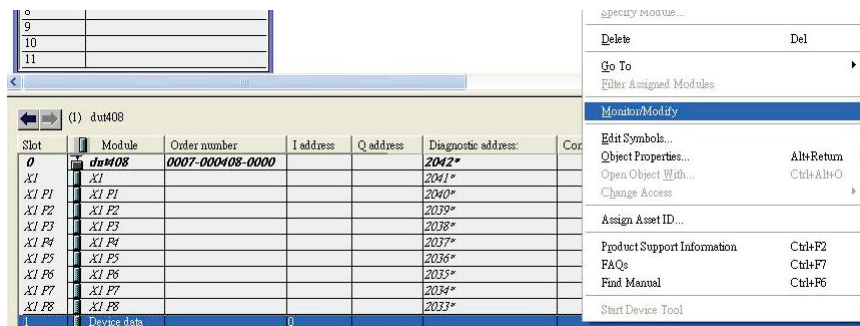 8
9
10
11
(1) dut408
Slot Module Order number I address Q address Diagnostic address: Con
0 dut408 0007-000408-0000 2042*
X1 X1 2041*
X1 P1 X1 P1 2040*
X1 P2 X1 P2 2039*
X1 P3 X1 P3 2038*
X1 P4 X1 P4 2037*
X1 P5 X1 P5 2036*
X1 P6 X1 P6 2035*
X1 P7 X1 P7 2034*
X1 P8 X1 P8 2033*
1 Device data 0
Specify Module...
Delete Del
Go To
Filter Assigned Modules
Monitor/Modify
Edit Symbols...
Object Properties... Alt+Return
Open Object With... Ctrl+Alt+O
Change Access
Assign Asset ID...
Product Support Information Ctrl+F2
FAQs Ctrl+F7
Find Manual Ctrl+F6
Start Device Tool